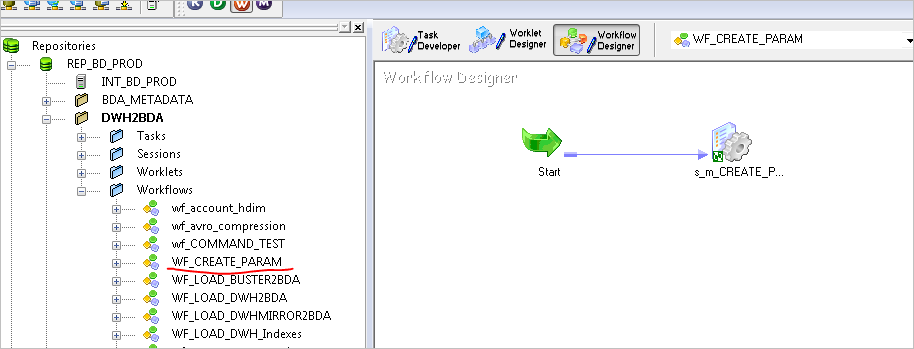 R D W M
Task Developer
Worklet Designer
Workflow Designer
WF_CREATE_PARAM
Repositories
REP_BD_PROD
INT_BD_PROD
BDA_METADATA
DWH2BDA
Tasks
Sessions
Worklets
Workflows
wf_account_hdim
wf_avro_compression
wf_COMMAND_TEST
WF_CREATE_PARAM
WF_LOAD_BUSTER2BDA
WF_LOAD_DWH2BDA
WF_LOAD_DWHMIRROR2BDA
WF_LOAD_DWH_Indexes
Workflow Designer
Start
s_m_CREATE_P...